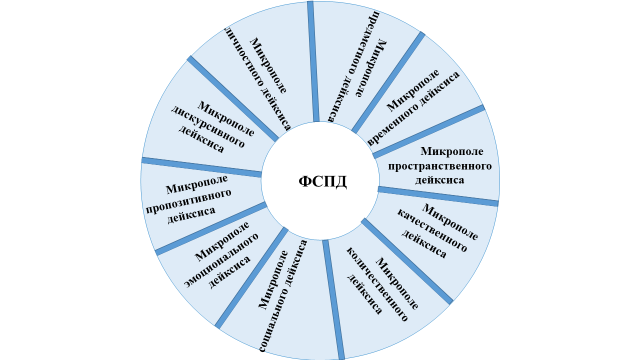 Микрополе
личностного дейксиса
Микрополе
предметного дейксиса
Микрополе
временного дейксиса
Микрополе
пространственного
дейксиса
Микрополе
качественного
дейксиса
Микрополе
количественного
дейксиса
Микрополе
социального дейксиса
Микрополе
эмоционального
дейксиса
Микрополе
пропозитивного
дейксиса
Микрополе
дискурсивного
дейксиса
ФСПД